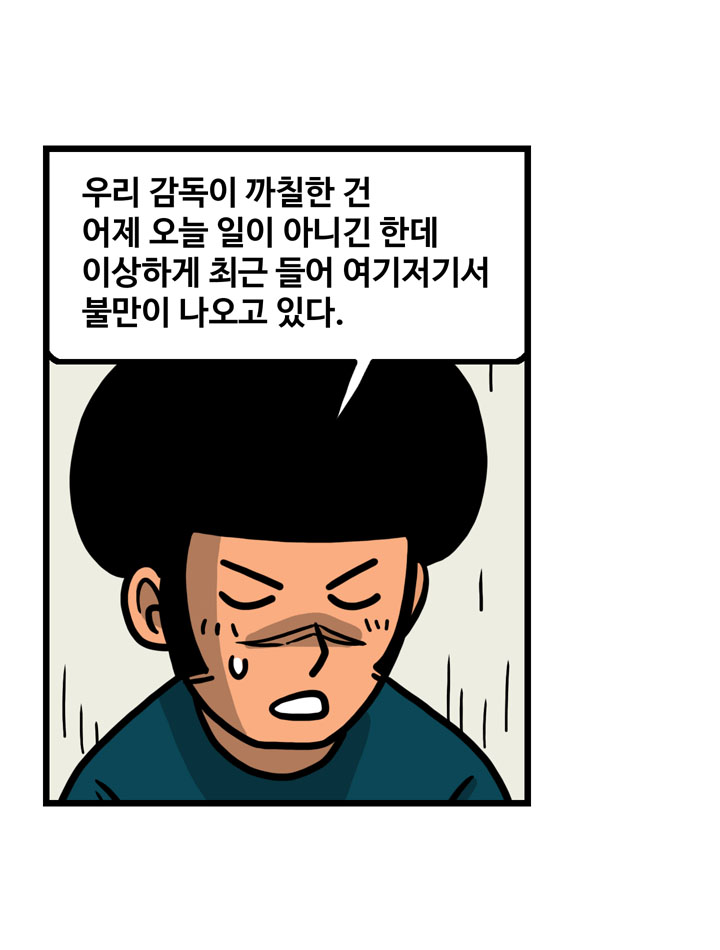 우리 감독이 까칠한 건
어제 오늘 일이 아니긴 한데
이상하게 최근 들어 여기저기서
불만이 나오고 있다.